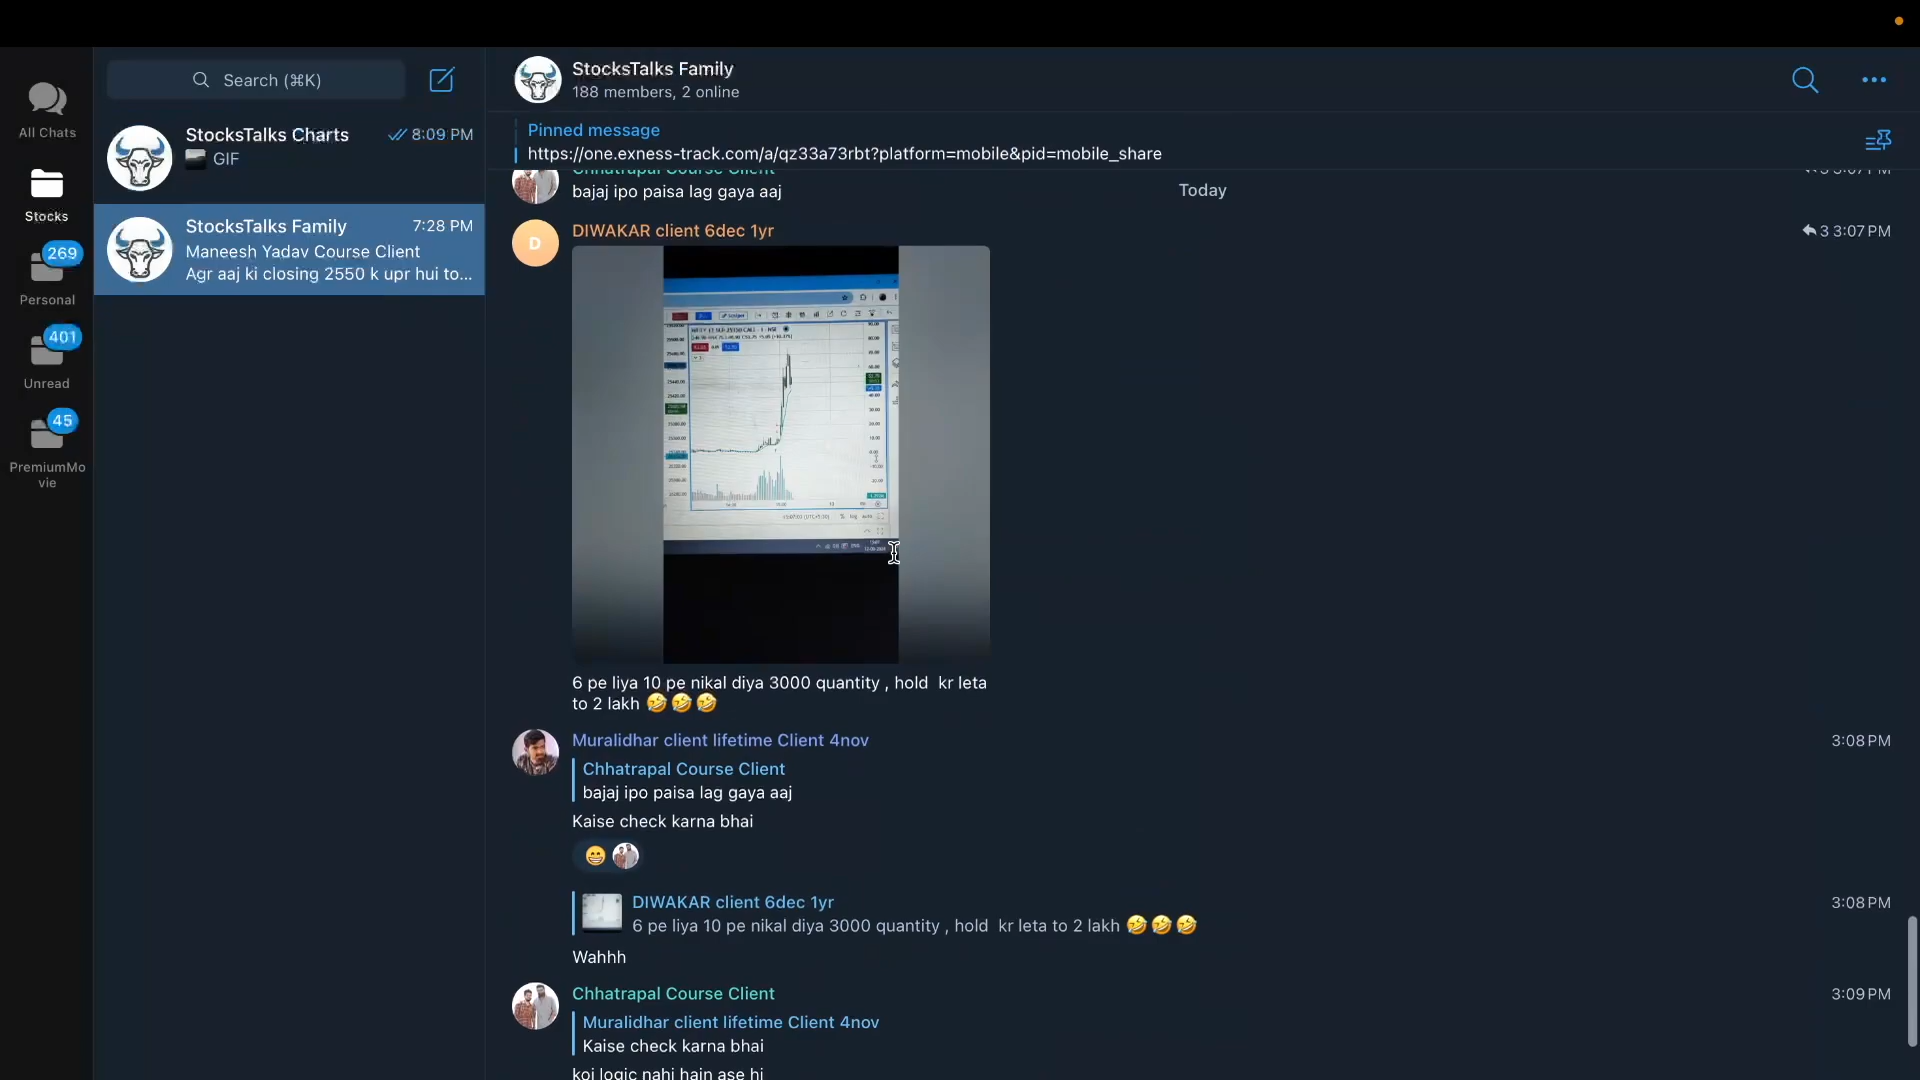 Search (⌘K)
All Chats
Stocks
269
Personal
401
Unread
45
PremiumMo
vie
StocksTalks Charts
8:09 PM
GIF
StocksTalks Family
7:28 PM
Maneesh Yadav Course Client
Agr aaj ki closing 2550 k upr hui to...
StocksTalks Family
188 members, 2 online
Pinned message
https://one.exness-track.com/a/qz33a73rbt?platform=mobile&pid=mobile_share
Chhatrapal Course Client
3 3:07 PM
bajaj ipo paisa lag gaya aaj
Today
D
DIWAKAR client 6dec 1yr
3 3:07 PM
6 pe liya 10 pe nikal diya 3000 quantity , hold kr leta
to 2 lakh 🤣🤣🤣
Muralidhar client lifetime Client 4nov
3:08 PM
Chhatrapal Course Client
bajaj ipo paisa lag gaya aaj
Kaise check karna bhai
DIWAKAR client 6dec 1yr
3:08 PM
6 pe liya 10 pe nikal diya 3000 quantity , hold kr leta to 2 lakh 🤣🤣🤣
Wahhh
Chhatrapal Course Client
3:09 PM
Muralidhar client lifetime Client 4nov
Kaise check karna bhai
koi logic nahi hain ase hi